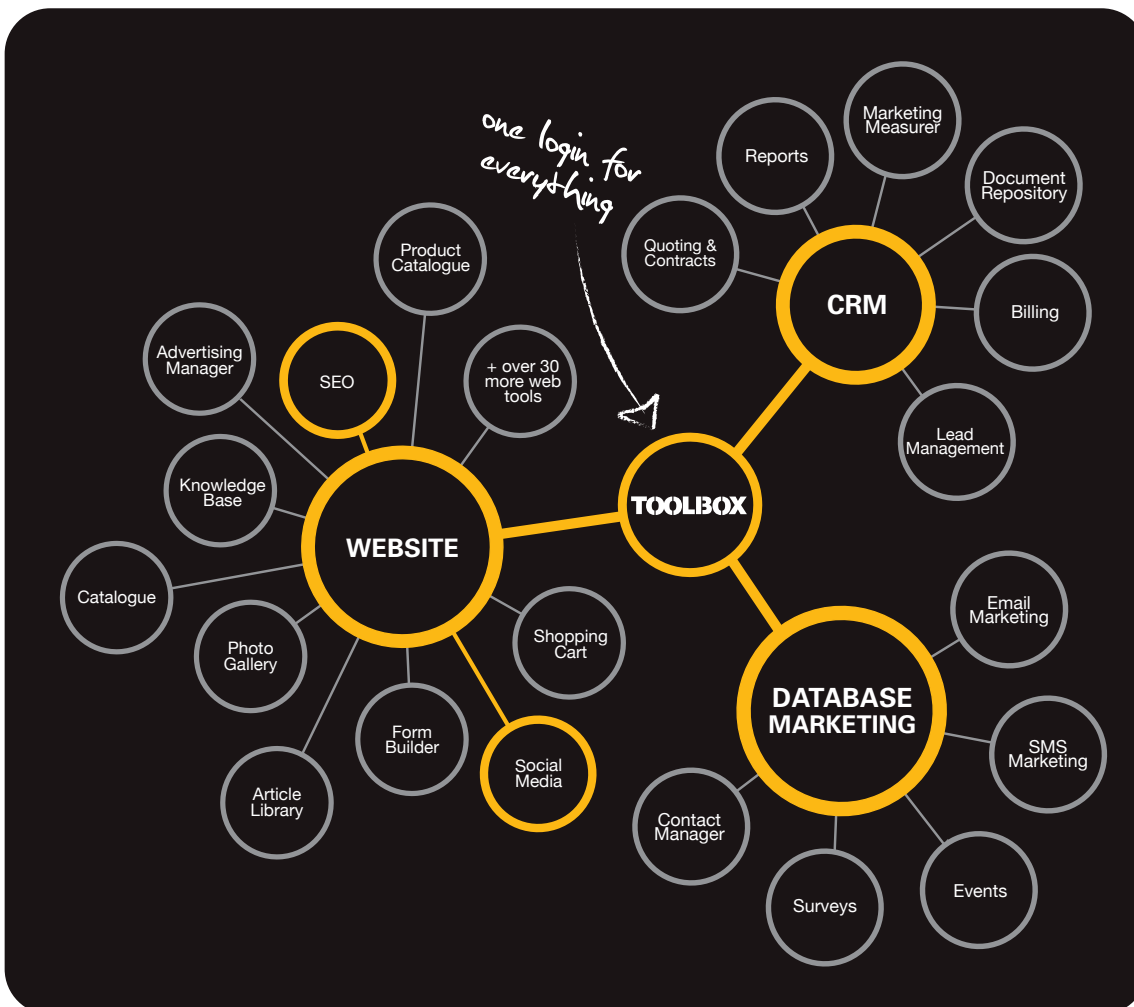 one login for
everything
Marketing
Measurer
Reports
Document
Repository
Quoting &
Contracts
CRM
Billing
Lead
Management
Product
Catalogue
Advertising
Manager
SEO
+ over 30
more web
tools
Knowledge
Base
WEBSITE
TOOLBOX
Catalogue
Photo
Gallery
Shopping
Cart
Form
Builder
Social
Media
Article
Library
Email
Marketing
DATABASE
MARKETING
SMS
Marketing
Contact
Manager
Surveys
Events